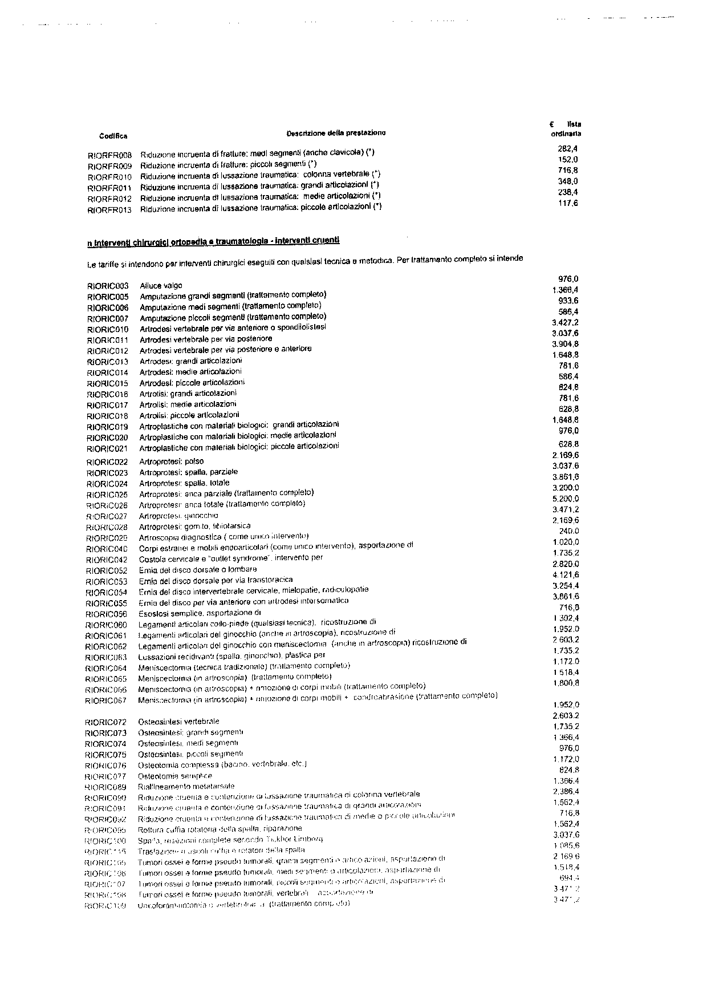 Codifica Descrizione della prestazione € lista ordinaria
RIORFR008 Riduzione incruenta di fratture: medi segmenti (anche clavicola) (*) 282,4
RIORFR009 Riduzione incruenta di fratture: piccoli segmenti (*) 152,0
RIORFR010 Riduzione incruenta di lussazione traumatica: colonna vertebrale (*) 716,8
RIORFR011 Riduzione incruenta di lussazione traumatica: grandi articolazioni (*) 348,0
RIORFR012 Riduzione incruenta di lussazione traumatica: medie articolazioni (*) 238,4
RIORFR013 Riduzione incruenta di lussazione traumatica: piccole articolazioni (*) 117,6
n Interventi chirurgici ortopedia e traumatologia - interventi cruenti
Le tariffe si intendono per interventi chirurgici eseguiti con qualsiasi tecnica e metodica. Per trattamento completo si intende
RIORIC003 Alluce valgo 976,0
RIORIC005 Amputazione grandi segmenti (trattamento completo) 1.366,4
RIORIC006 Amputazione medi segmenti (trattamento completo) 933,6
RIORIC007 Amputazione piccoli segmenti (trattamento completo) 586,4
RIORIC010 Artrodesi vertebrale per via anteriore o spondilolistesi 3.427,2
RIORIC011 Artrodesi vertebrale per via posteriore 3.037,6
RIORIC012 Artrodesi vertebrale per via posteriore e anteriore 3.904,8
RIORIC013 Artrodesi: grandi articolazioni 1.648,8
RIORIC014 Artrodesi: medie articolazioni 781,6
RIORIC015 Artrodesi: piccole articolazioni 586,4
RIORIC016 Artrolisi: grandi articolazioni 824,8
RIORIC017 Artrolisi: medie articolazioni 781,6
RIORIC018 Artrolisi: piccole articolazioni 628,8
RIORIC019 Artroplastiche con materiali biologici: grandi articolazioni 1.648,8
RIORIC020 Artroplastiche con materiali biologici: medie articolazioni 976,0
RIORIC021 Artroplastiche con materiali biologici: piccole articolazioni 628,8
RIORIC022 Artroprotesi: polso 2.169,6
RIORIC023 Artroprotesi: spalla, parziale 3.037,6
RIORIC024 Artroprotesi: spalla, totale 3.861,6
RIORIC025 Artroprotesi: anca parziale (trattamento completo) 3.200,0
RIORIC026 Artroprotesi: anca totale (trattamento completo) 5.200,0
RIORIC027 Artroprotesi: ginocchio 3.471,2
RIORIC028 Artroprotesi: gomito, tibiotarsica 2.169,6
RIORIC029 Artroscopia diagnostica ( come unico intervento) 240,0
RIORIC040 Corpi estranei e mobili endoarticolari (come unico intervento), asportazione di 1.020,0
RIORIC042 Costola cervicale e "outlet syndrome", intervento per 1.735,2
RIORIC052 Ernia del disco dorsale o lombare 2.820,0
RIORIC053 Ernia del disco dorsale per via transtoracica 4.121,6
RIORIC054 Ernia del disco intervertebrale cervicale, mielopatie, radiculopatie 3.254,4
RIORIC055 Ernia del disco per via anteriore con artrodesi intersomatica 3.861,6
RIORIC056 Esostosi semplice, asportazione di 716,8
RIORIC060 Legamenti articolari collo-piede (qualsiasi tecnica), ricostruzione di 1.302,4
RIORIC061 Legamenti articolari del ginocchio (anche in artroscopia), ricostruzione di 1.952,0
RIORIC062 Legamenti articolari del ginocchio con meniscectomia (anche in artroscopia) ricostruzione di 2.603,2
RIORIC063 Lussazioni recidivanti (spalla, ginocchio), plastica per 1.735,2
RIORIC064 Meniscectomia (tecnica tradizionale) (trattamento completo) 1.172,0
RIORIC065 Meniscectomia (in artroscopia) (trattamento completo) 1.518,4
RIORIC066 Meniscectomia (in artroscopia) + rimozione di corpi mobili (trattamento completo) 1.800,8
RIORIC067 Meniscectomia (in artroscopia) + rimozione di corpi mobili + condroabrasione (trattamento completo) 1.952,0
RIORIC072 Osteosintesi vertebrale 2.603,2
RIORIC073 Osteosintesi: grandi segmenti 1.735,2
RIORIC074 Osteosintesi: medi segmenti 1.366,4
RIORIC075 Osteosintesi: piccoli segmenti 976,0
RIORIC076 Osteotomia complessa (bacino, vertebrale, etc.) 1.172,0
RIORIC077 Osteotomia semplice 824,8
RIORIC089 Riallineamento metatarsale 1.366,4
RIORIC090 Riduzione cruenta e contenzione di lussazione traumatica di colonna vertebrale 2.386,4
RIORIC091 Riduzione cruenta e contenzione di lussazione traumatica di grandi articolazioni 1.562,4
RIORIC092 Riduzione cruenta e contenzione di lussazione traumatica di medie o piccole articolazioni 716,8
RIORIC095 Rottura cuffia rotatoria della spalla, riparazione 1.562,4
RIORIC100 Spalla, resezioni complete secondo Tickhor Limberg 3.037,6
Traslazione muscoli cuffia e rotatori della spalla 1.085,6
RIORIC105 Tumori ossei e forme pseudo tumorali, grandi segmenti o articolazioni, asportazione di 2.169,6
RIORIC106 Tumori ossei e forme pseudo tumorali, medi segmenti o articolazioni, asportazione di 1.518,4
RIORIC107 Tumori ossei e forme pseudo tumorali, piccoli segmenti o articolazioni, asportazione di 694,4
RIORIC108 Tumori ossei e forme pseudo tumorali, vertebrali asportazione di 3.471,2
Uncoforaminotomia o (trattamento completo) 3.471,2